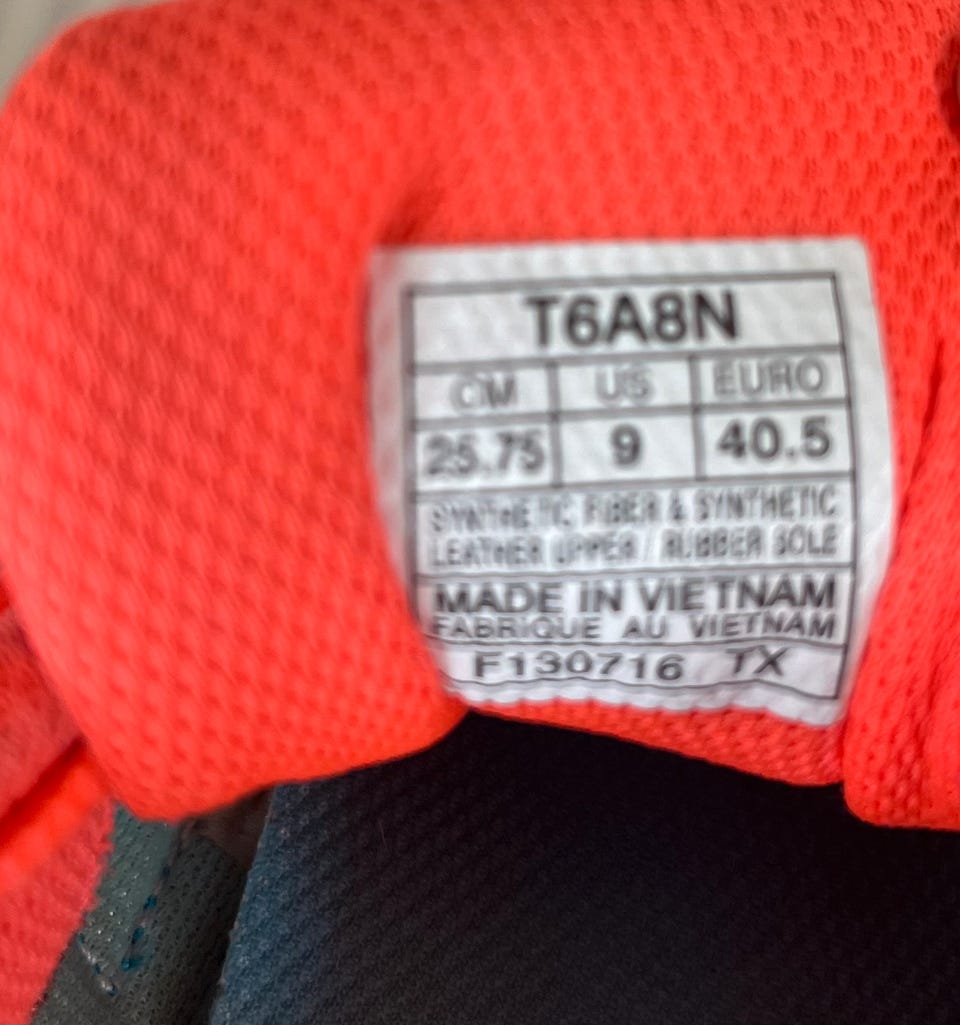 T6A8N
CM US EURO
25.75 9 40.5
SYNTHETIC FIBER & SYNTHETIC
LEATHER UPPER / RUBBER SOLE
MADE IN VIETNAM
FABRIQUE AU VIETNAM
F130716 TX